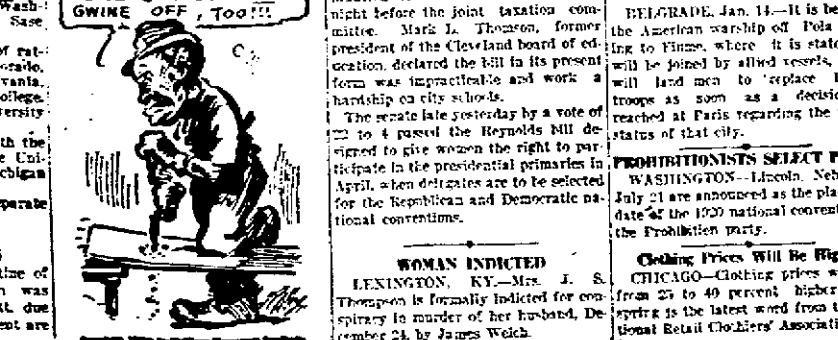 Wash-
Sase
of rat-
orado,
vania,
ollege,
versity
th the
e Uni-
chigan
parate
ine of
n was
due
ent are
GWINE OFF, TOO!!!
night before the joint taxation com-
mittee. Mark L. Thomson, former
president of the Cleveland board of ed-
ucation, declared the bill in its present
form was impracticable and work a
hardship on city schools.
The senate late yesterday by a vote of
22 to 4 passed the Reynolds bill de-
signed to give women the right to par-
ticipate in the presidential primaries in
April, when delegates are to be selected
for the Republican and Democratic na-
tional conventions.
WOMAN INDICTED
LEXINGTON, KY.—Mrs. J. S.
Thompson is formally indicted for con-
spiracy in murder of her husband, De-
cember 24, by James Welch.
BELGRADE, Jan. 14.—It is be
the American warship off Pola
ing to Fiume, where it is stat
will be joined by allied vessels,
will land men to replace
troops as soon as a decisi
reached at Paris regarding the
status of that city.
PROHIBITIONISTS SELECT P
WASHINGTON—Lincoln, Neb
July 21 are announced as the pla
date of the 1920 national convent
the Prohibition party.
Clothing Prices Will Be Hig
CHICAGO—Clothing prices w
from 25 to 40 percent higher
spring is the latest word from t
tional Retail Clothiers' Associati